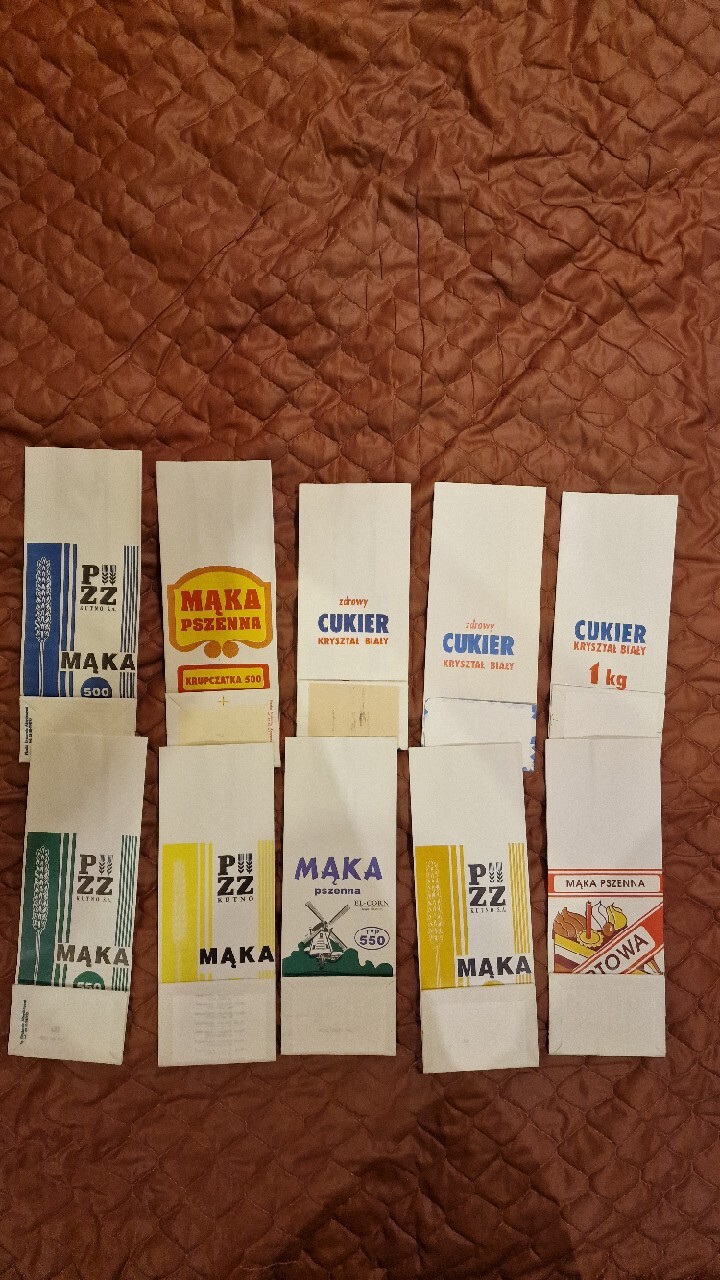 PZZ
KUTNO S.A.
MĄKA
500
MĄKA
PSZENNA
KRUPCZATKA 500
zdrowy
CUKIER
KRYSZTAŁ BIAŁY
zdrowy
CUKIER
KRYSZTAŁ BIAŁY
CUKIER
KRYSZTAŁ BIAŁY
1 kg
PZZ
KUTNO S.A.
MĄKA
550
PZZ
KUTNO
MĄKA
MĄKA
pszenna
EL-CORN
TYP
550
PZZ
KUTNO S.A.
MĄKA
MĄKA PSZENNA
RTOWA